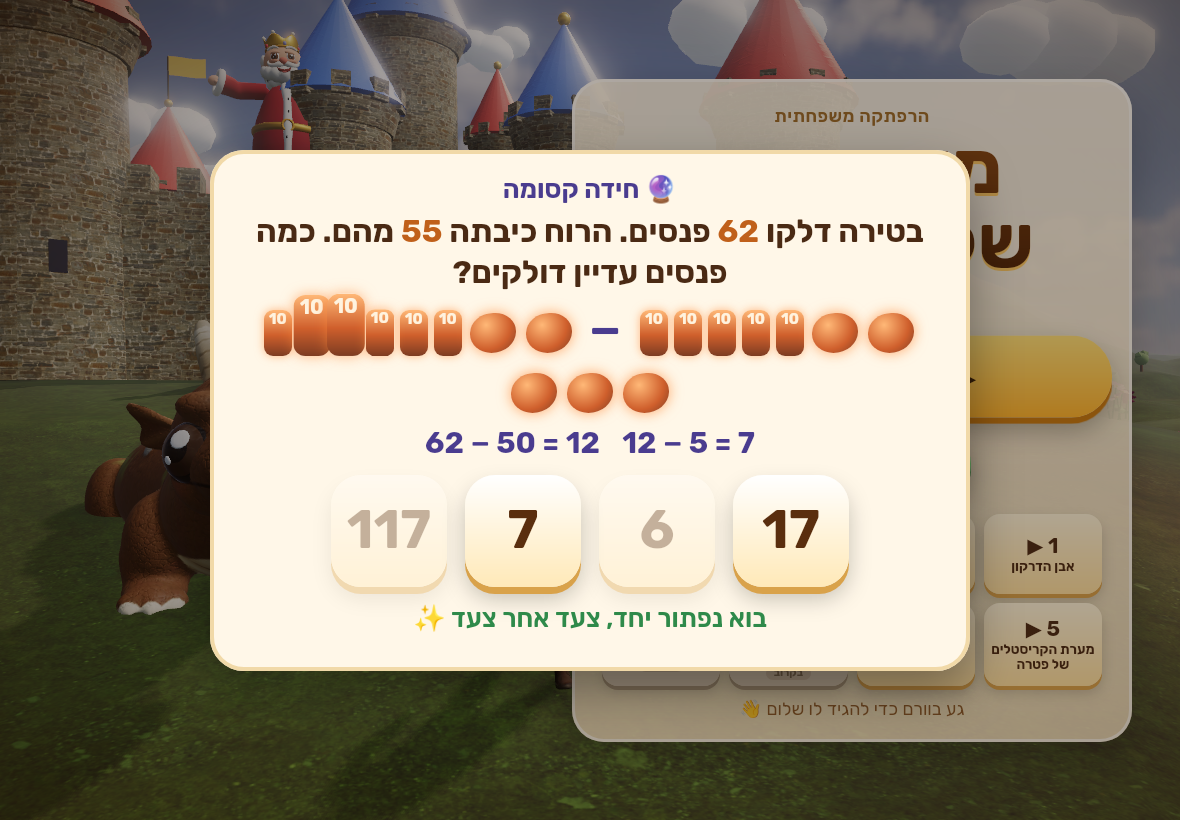 הרפתקה משפחתית
🔮 חידה קסומה
בטירה דלקו 62 פנסים. הרוח כיבתה 55 מהם. כמה
פנסים עדיין דולקים?
10 10 10 10 10 10 – 10 10 10 10 10
62 – 50 = 12 12 – 5 = 7
117 7 6 17
בוא נפתור יחד, צעד אחר צעד ✨
▶ 1
אבן הדרקון
▶ 5
מערת הקריסטלים
של פטרה
בקרוב
גע בוורם כדי להגיד לו שלום 👋